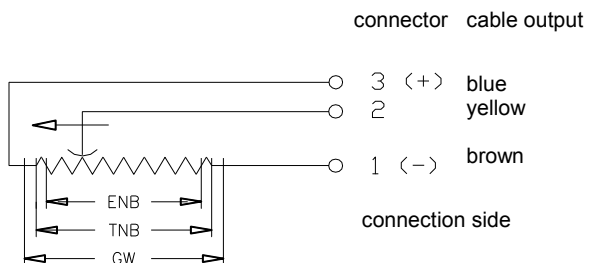 connector cable output
3 (+) blue
2 yellow
1 (-) brown
ENB
connection side
TNB
GW